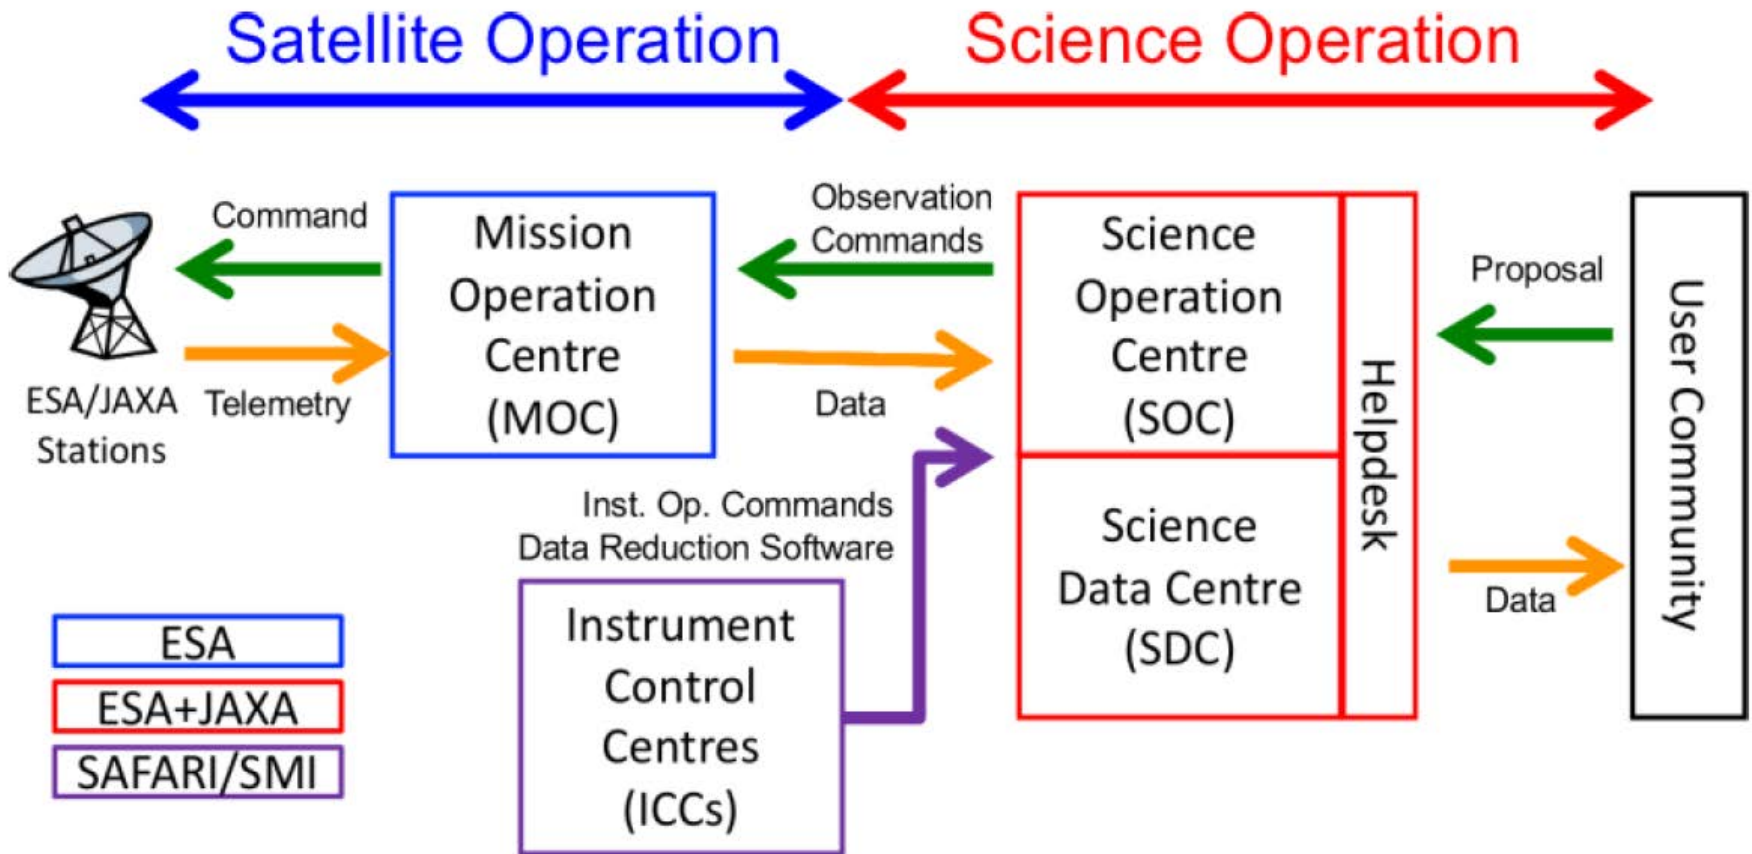 Satellite Operation
Science Operation
Command
Telemetry
ESA/JAXA
Stations
Mission
Operation
Centre
(MOC)
Observation
Commands
Data
Inst. Op. Commands
Data Reduction Software
Instrument
Control
Centres
(ICCs)
Science
Operation
Centre
(SOC)
Science
Data Centre
(SDC)
Helpdesk
Proposal
Data
User Community
ESA
ESA+JAXA
SAFARI/SMI